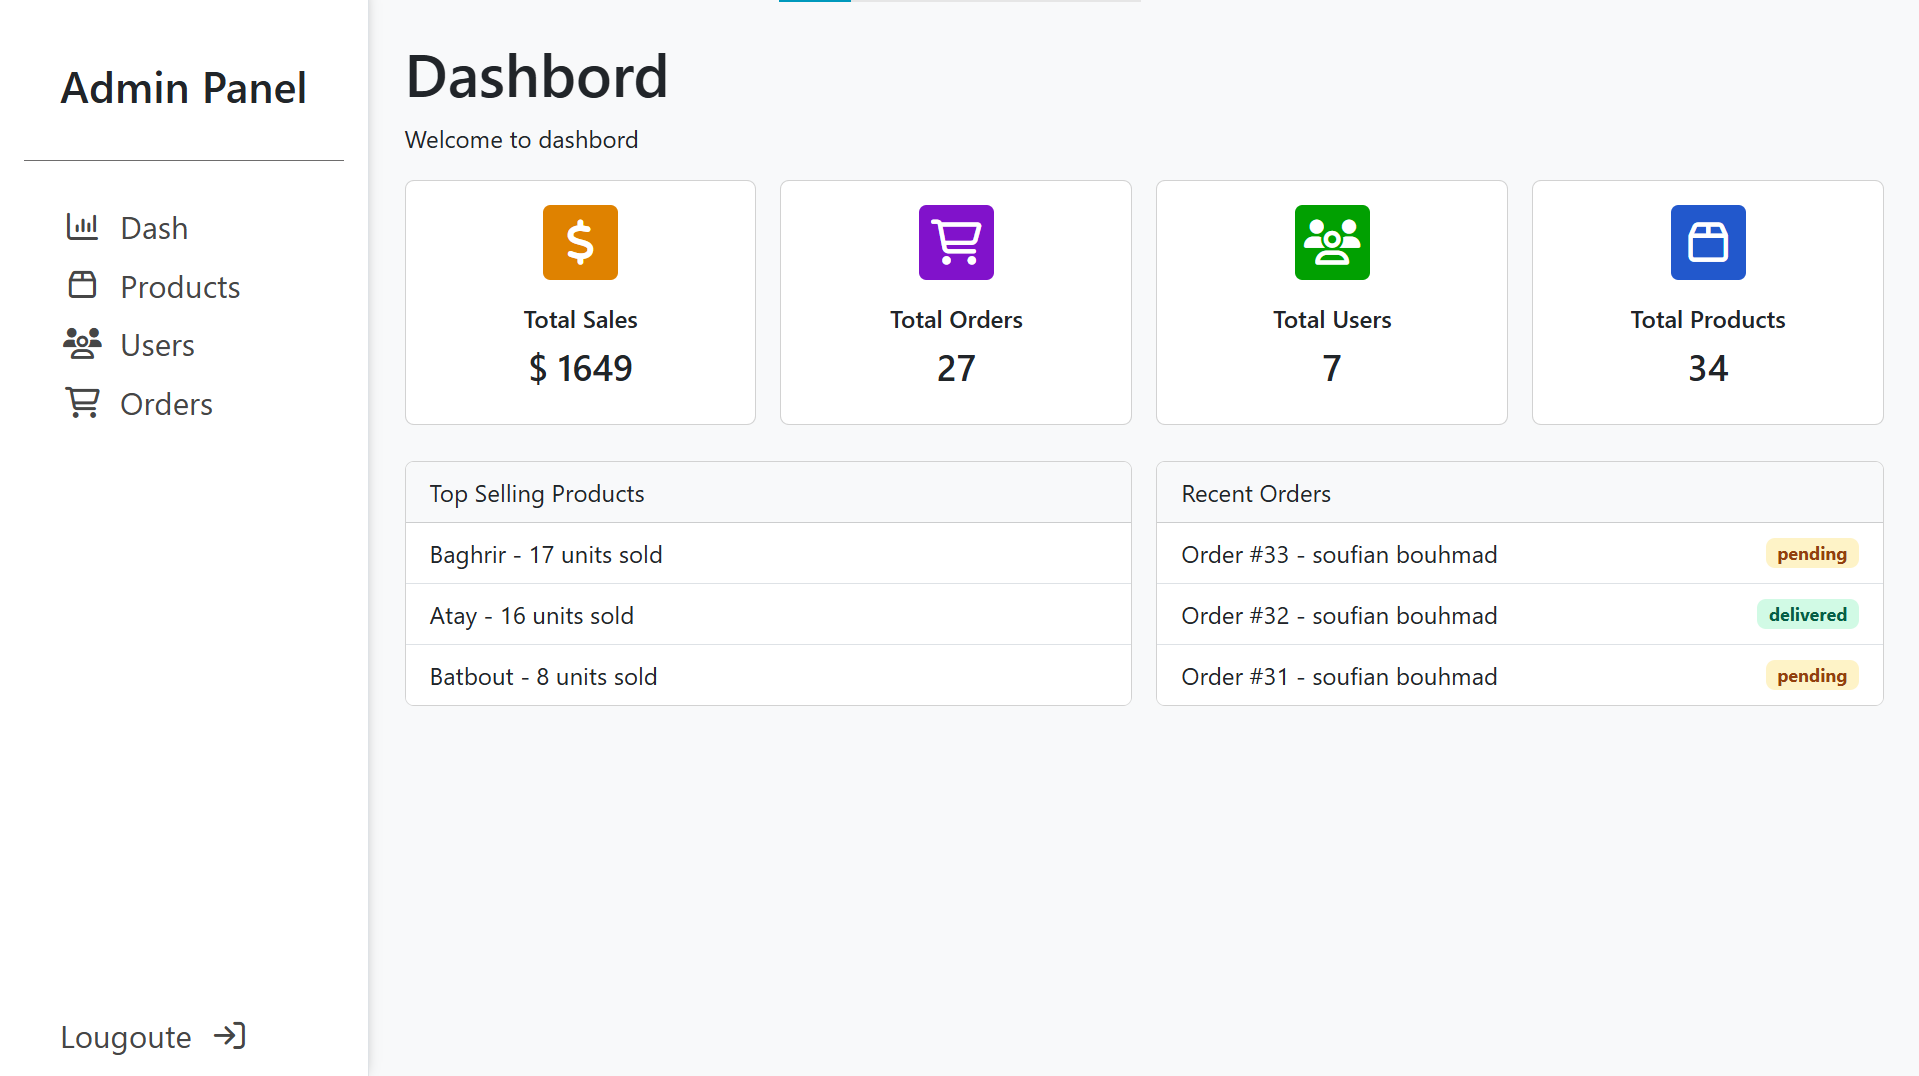 Admin Panel
Dash
Products
Users
Orders
Lougoute
Dashbord
Welcome to dashbord
Total Sales
$ 1649
Total Orders
27
Total Users
7
Total Products
34
Top Selling Products
Baghrir - 17 units sold
Atay - 16 units sold
Batbout - 8 units sold
Recent Orders
Order #33 - soufian bouhmad pending
Order #32 - soufian bouhmad delivered
Order #31 - soufian bouhmad pending